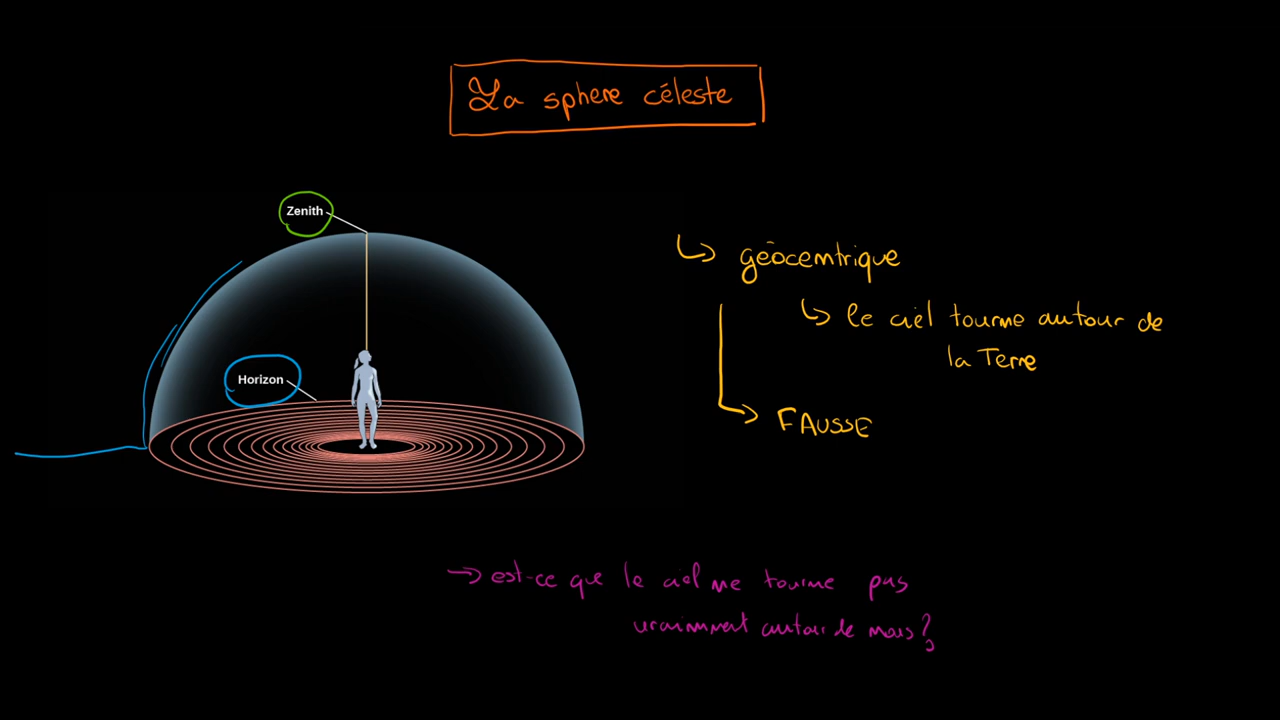 La sphere céleste
Zenith
Horizon
géocentrique
le ciel tourne autour de
la Terre
FAUSSE
est-ce que le ciel ne tourne pas
vraimment autour de nous ?